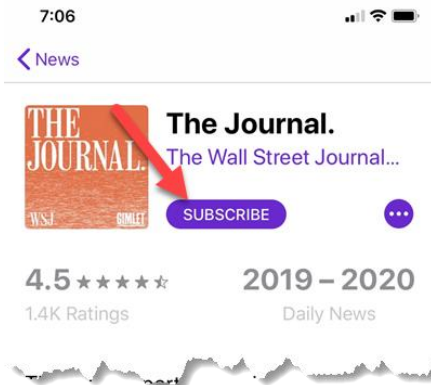 7:06
News
THE
JOURNAL.
WSJ.
GIMLET
The Journal.
The Wall Street Journal...
SUBSCRIBE
4.5
2019 – 2020
1.4K Ratings
Daily News